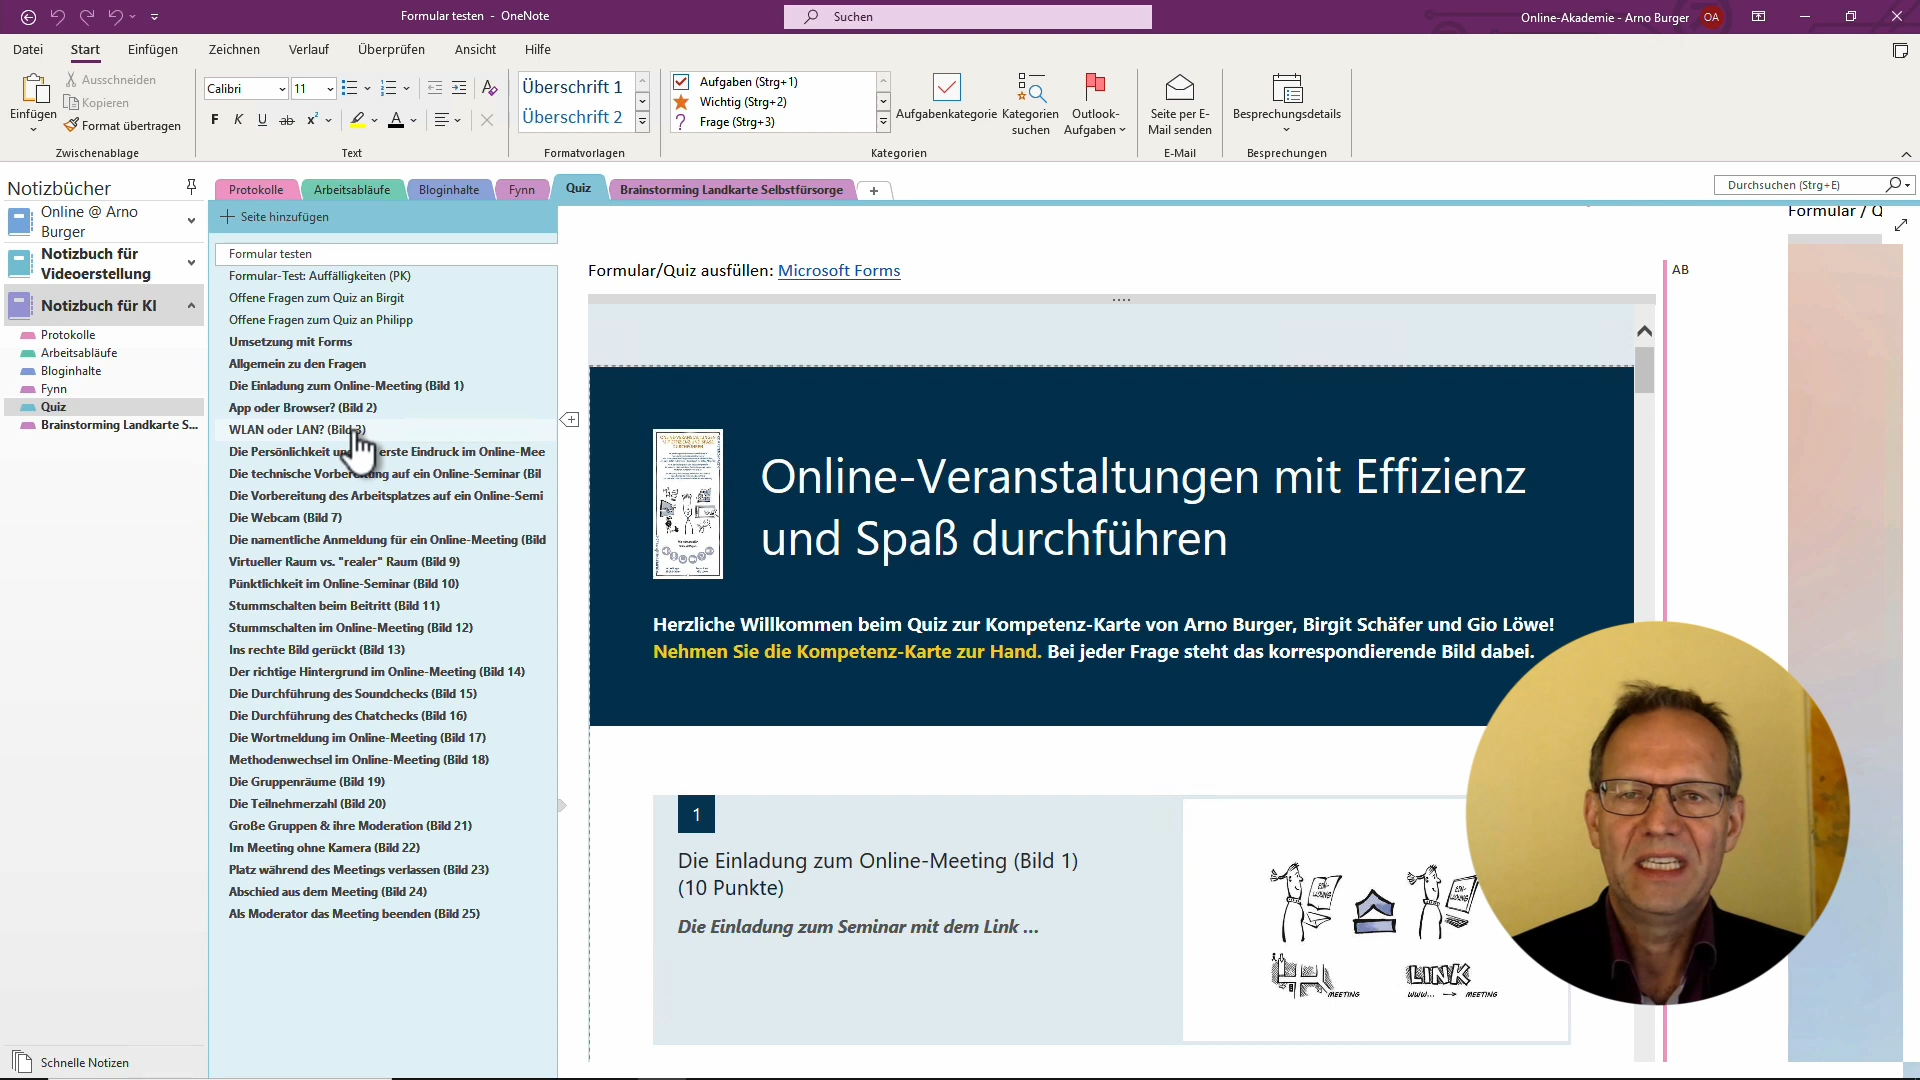 Formular testen - OneNote
Suchen
Online-Akademie - Arno Burger
OA
Datei
Start
Einfügen
Zeichnen
Verlauf
Überprüfen
Ansicht
Hilfe
Einfügen
Ausschneiden
Kopieren
Format übertragen
Zwischenablage
Calibri
11
F K U ab x
A
Text
Überschrift 1
Überschrift 2
Formatvorlagen
Aufgaben (Strg+1)
Wichtig (Strg+2)
Frage (Strg+3)
Aufgabenkategorie
Kategorien suchen
Outlook-Aufgaben
Kategorien
Seite per E-Mail senden
E-Mail
Besprechungsdetails
Besprechungen
Notizbücher
Protokolle
Arbeitsabläufe
Bloginhalte
Fynn
Quiz
Brainstorming Landkarte Selbstfürsorge
Durchsuchen (Strg+E)
Online @ Arno Burger
Notizbuch für Videoerstellung
Notizbuch für KI
Protokolle
Arbeitsabläufe
Bloginhalte
Fynn
Quiz
Brainstorming Landkarte S...
Schnelle Notizen
Seite hinzufügen
Formular testen
Formular-Test: Auffälligkeiten (PK)
Offene Fragen zum Quiz an Birgit
Offene Fragen zum Quiz an Philipp
Umsetzung mit Forms
Allgemein zu den Fragen
Die Einladung zum Online-Meeting (Bild 1)
App oder Browser? (Bild 2)
WLAN oder LAN? (Bild 3)
Die Persönlichkeit un erste Eindruck im Online-Mee
Die technische Vorbereitung auf ein Online-Seminar (Bil
Die Vorbereitung des Arbeitsplatzes auf ein Online-Semi
Die Webcam (Bild 7)
Die namentliche Anmeldung für ein Online-Meeting (Bild
Virtueller Raum vs. "realer" Raum (Bild 9)
Pünktlichkeit im Online-Seminar (Bild 10)
Stummschalten beim Beitritt (Bild 11)
Stummschalten im Online-Meeting (Bild 12)
Ins rechte Bild gerückt (Bild 13)
Der richtige Hintergrund im Online-Meeting (Bild 14)
Die Durchführung des Soundchecks (Bild 15)
Die Durchführung des Chatchecks (Bild 16)
Die Wortmeldung im Online-Meeting (Bild 17)
Methodenwechsel im Online-Meeting (Bild 18)
Die Gruppenräume (Bild 19)
Die Teilnehmerzahl (Bild 20)
Große Gruppen & ihre Moderation (Bild 21)
Im Meeting ohne Kamera (Bild 22)
Platz während des Meetings verlassen (Bild 23)
Abschied aus dem Meeting (Bild 24)
Als Moderator das Meeting beenden (Bild 25)
Formular/Quiz ausfüllen: Microsoft Forms
AB
Formular / Q
Online-Veranstaltungen mit Effizienz
und Spaß durchführen
Herzliche Willkommen beim Quiz zur Kompetenz-Karte von Arno Burger, Birgit Schäfer und Gio Löwe!
Nehmen Sie die Kompetenz-Karte zur Hand. Bei jeder Frage steht das korrespondierende Bild dabei.
1
Die Einladung zum Online-Meeting (Bild 1)
(10 Punkte)
Die Einladung zum Seminar mit dem Link ...
EIN-
LADUNG
EIN-
LADUNG
MEETING
LINK
WWW... → MEETING